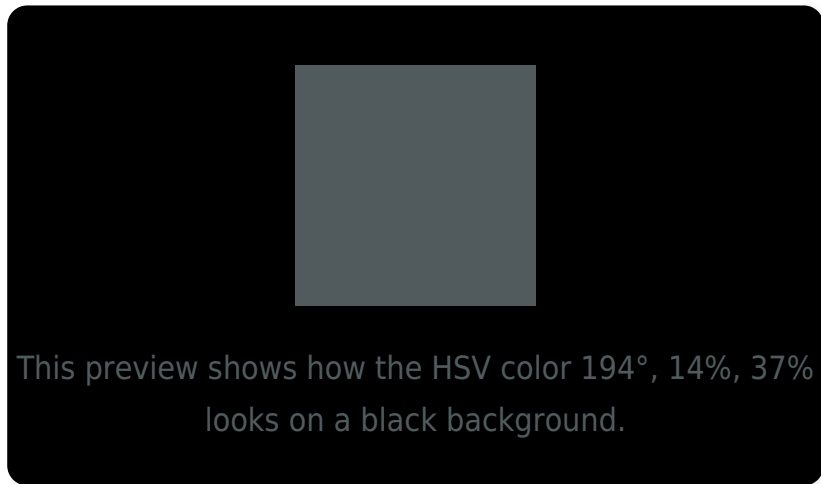 This preview shows how the HSV color 194°, 14%, 37%
looks on a black background.